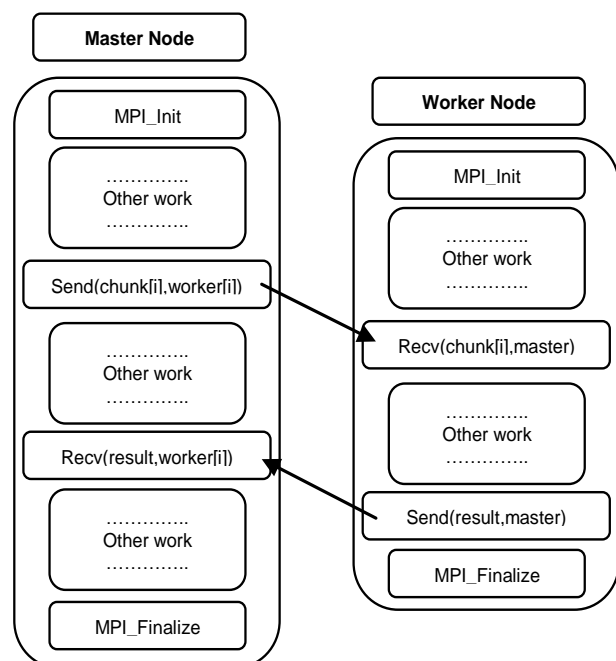 Master Node
MPI_Init
…………..
Other work
…………..
Send(chunk[i],worker[i])
…………..
Other work
…………..
Recv(result,worker[i])
…………..
Other work
…………..
MPI_Finalize
Worker Node
MPI_Init
…………..
Other work
…………..
Recv(chunk[i],master)
…………..
Other work
…………..
Send(result,master)
MPI_Finalize